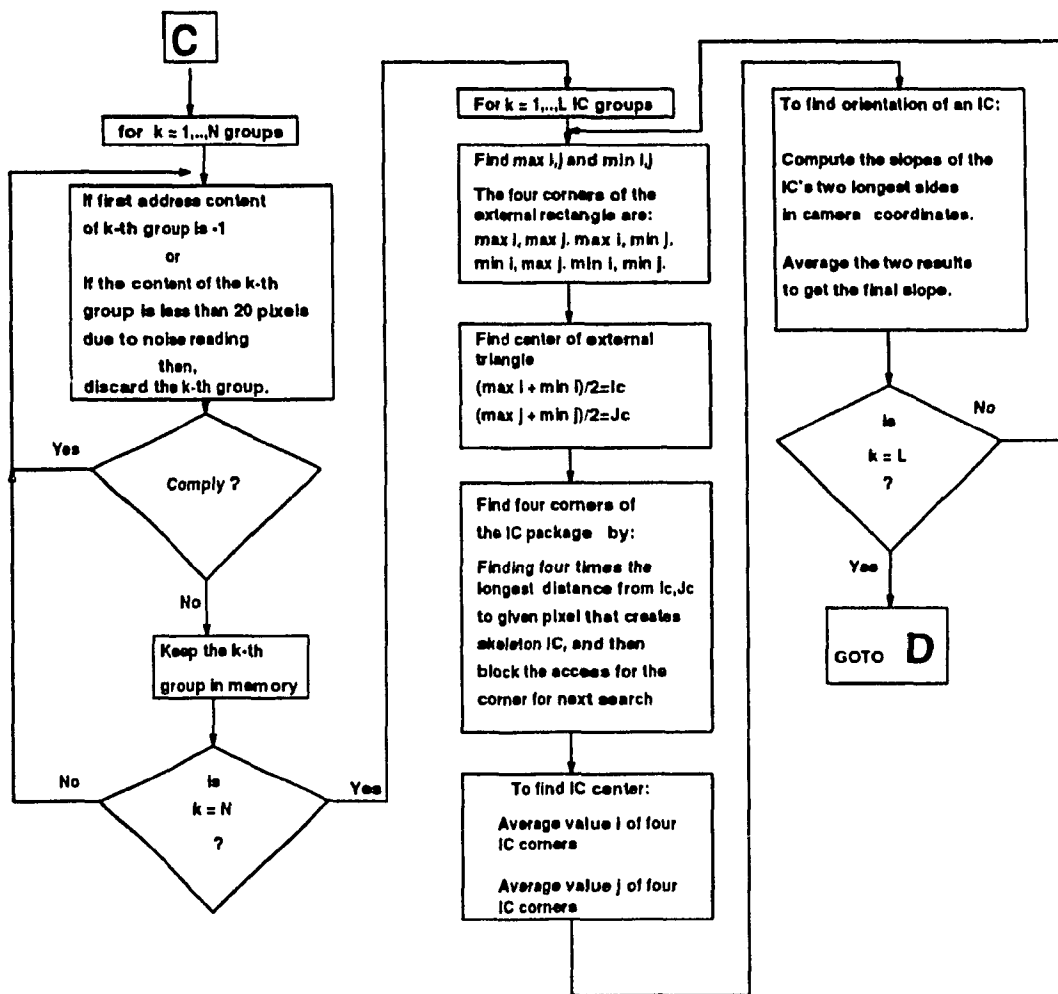 C
for k = 1,..,N groups
If first address content
of k-th group is -1
or
If the content of the k-th
group is less than 20 pixels
due to noise reading
then,
discard the k-th group.
Yes
Comply ?
No
Keep the k-th
group in memory
No
Is
k = N
?
Yes
For k = 1,..,L IC groups
Find max i,j and min i,j
The four corners of the
external rectangle are:
max i, max j. max i, min j.
min i, max j. min i, min j.
Find center of external
triangle
(max i + min i)/2=Ic
(max j + min j)/2=Jc
Find four corners of
the IC package by:
Finding four times the
longest distance from Ic,Jc
to given pixel that creates
skeleton IC, and then
block the access for the
corner for next search
To find IC center:
Average value i of four
IC corners
Average value j of four
IC corners
To find orientation of an IC:
Compute the slopes of the
IC's two longest sides
in camera coordinates.
Average the two results
to get the final slope.
No
Is
k = L
?
Yes
GOTO D